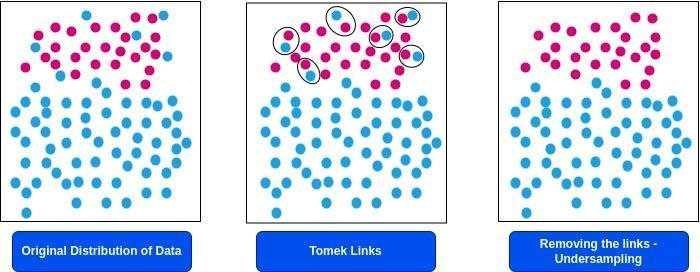 Original Distribution of Data
Tomek Links
Removing the links -
Undersampling